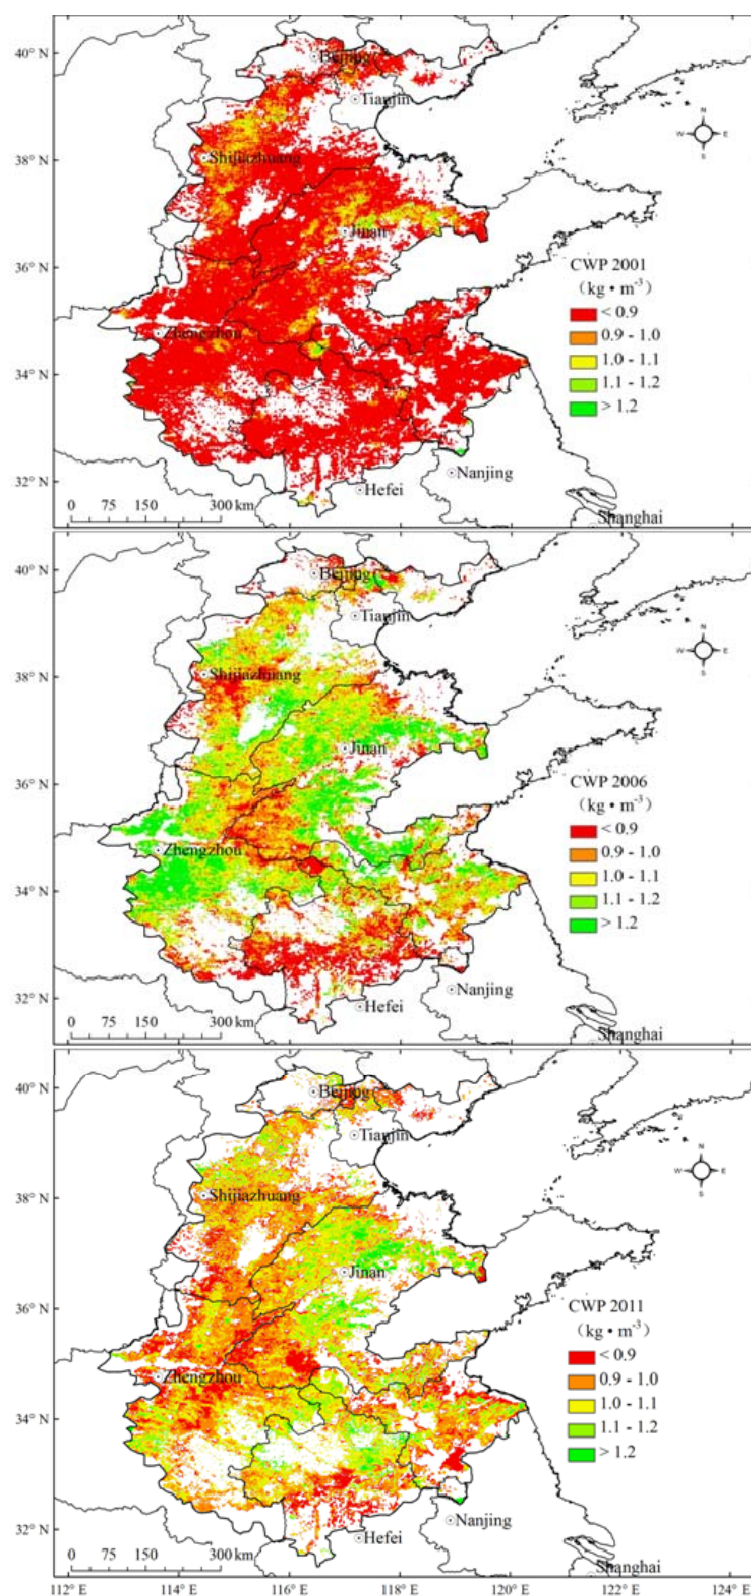 40° N
Beijing
Tianjin
N
W E
S
38° N
Shijiazhuang
Jinan
36° N
CWP 2001
(kg·m⁻³)
< 0.9
0.9 - 1.0
1.0 - 1.1
1.1 - 1.2
> 1.2
Zhengzhou
34° N
32° N
Nanjing
Hefei
0 75 150 300 km
Shanghai
40° N
Beijing
Tianjin
N
W E
S
38° N
Shijiazhuang
Jinan
36° N
CWP 2006
(kg·m⁻³)
< 0.9
0.9 - 1.0
1.0 - 1.1
1.1 - 1.2
> 1.2
Zhengzhou
34° N
32° N
Nanjing
Hefei
0 75 150 300 km
Shanghai
40° N
Beijing
Tianjin
N
W E
S
38° N
Shijiazhuang
Jinan
36° N
CWP 2011
(kg·m⁻³)
< 0.9
0.9 - 1.0
1.0 - 1.1
1.1 - 1.2
> 1.2
Zhengzhou
34° N
32° N
Nanjing
Hefei
0 75 150 300 km
Shanghai
112° E 114° E 116° E 118° E 120° E 122° E 124° E